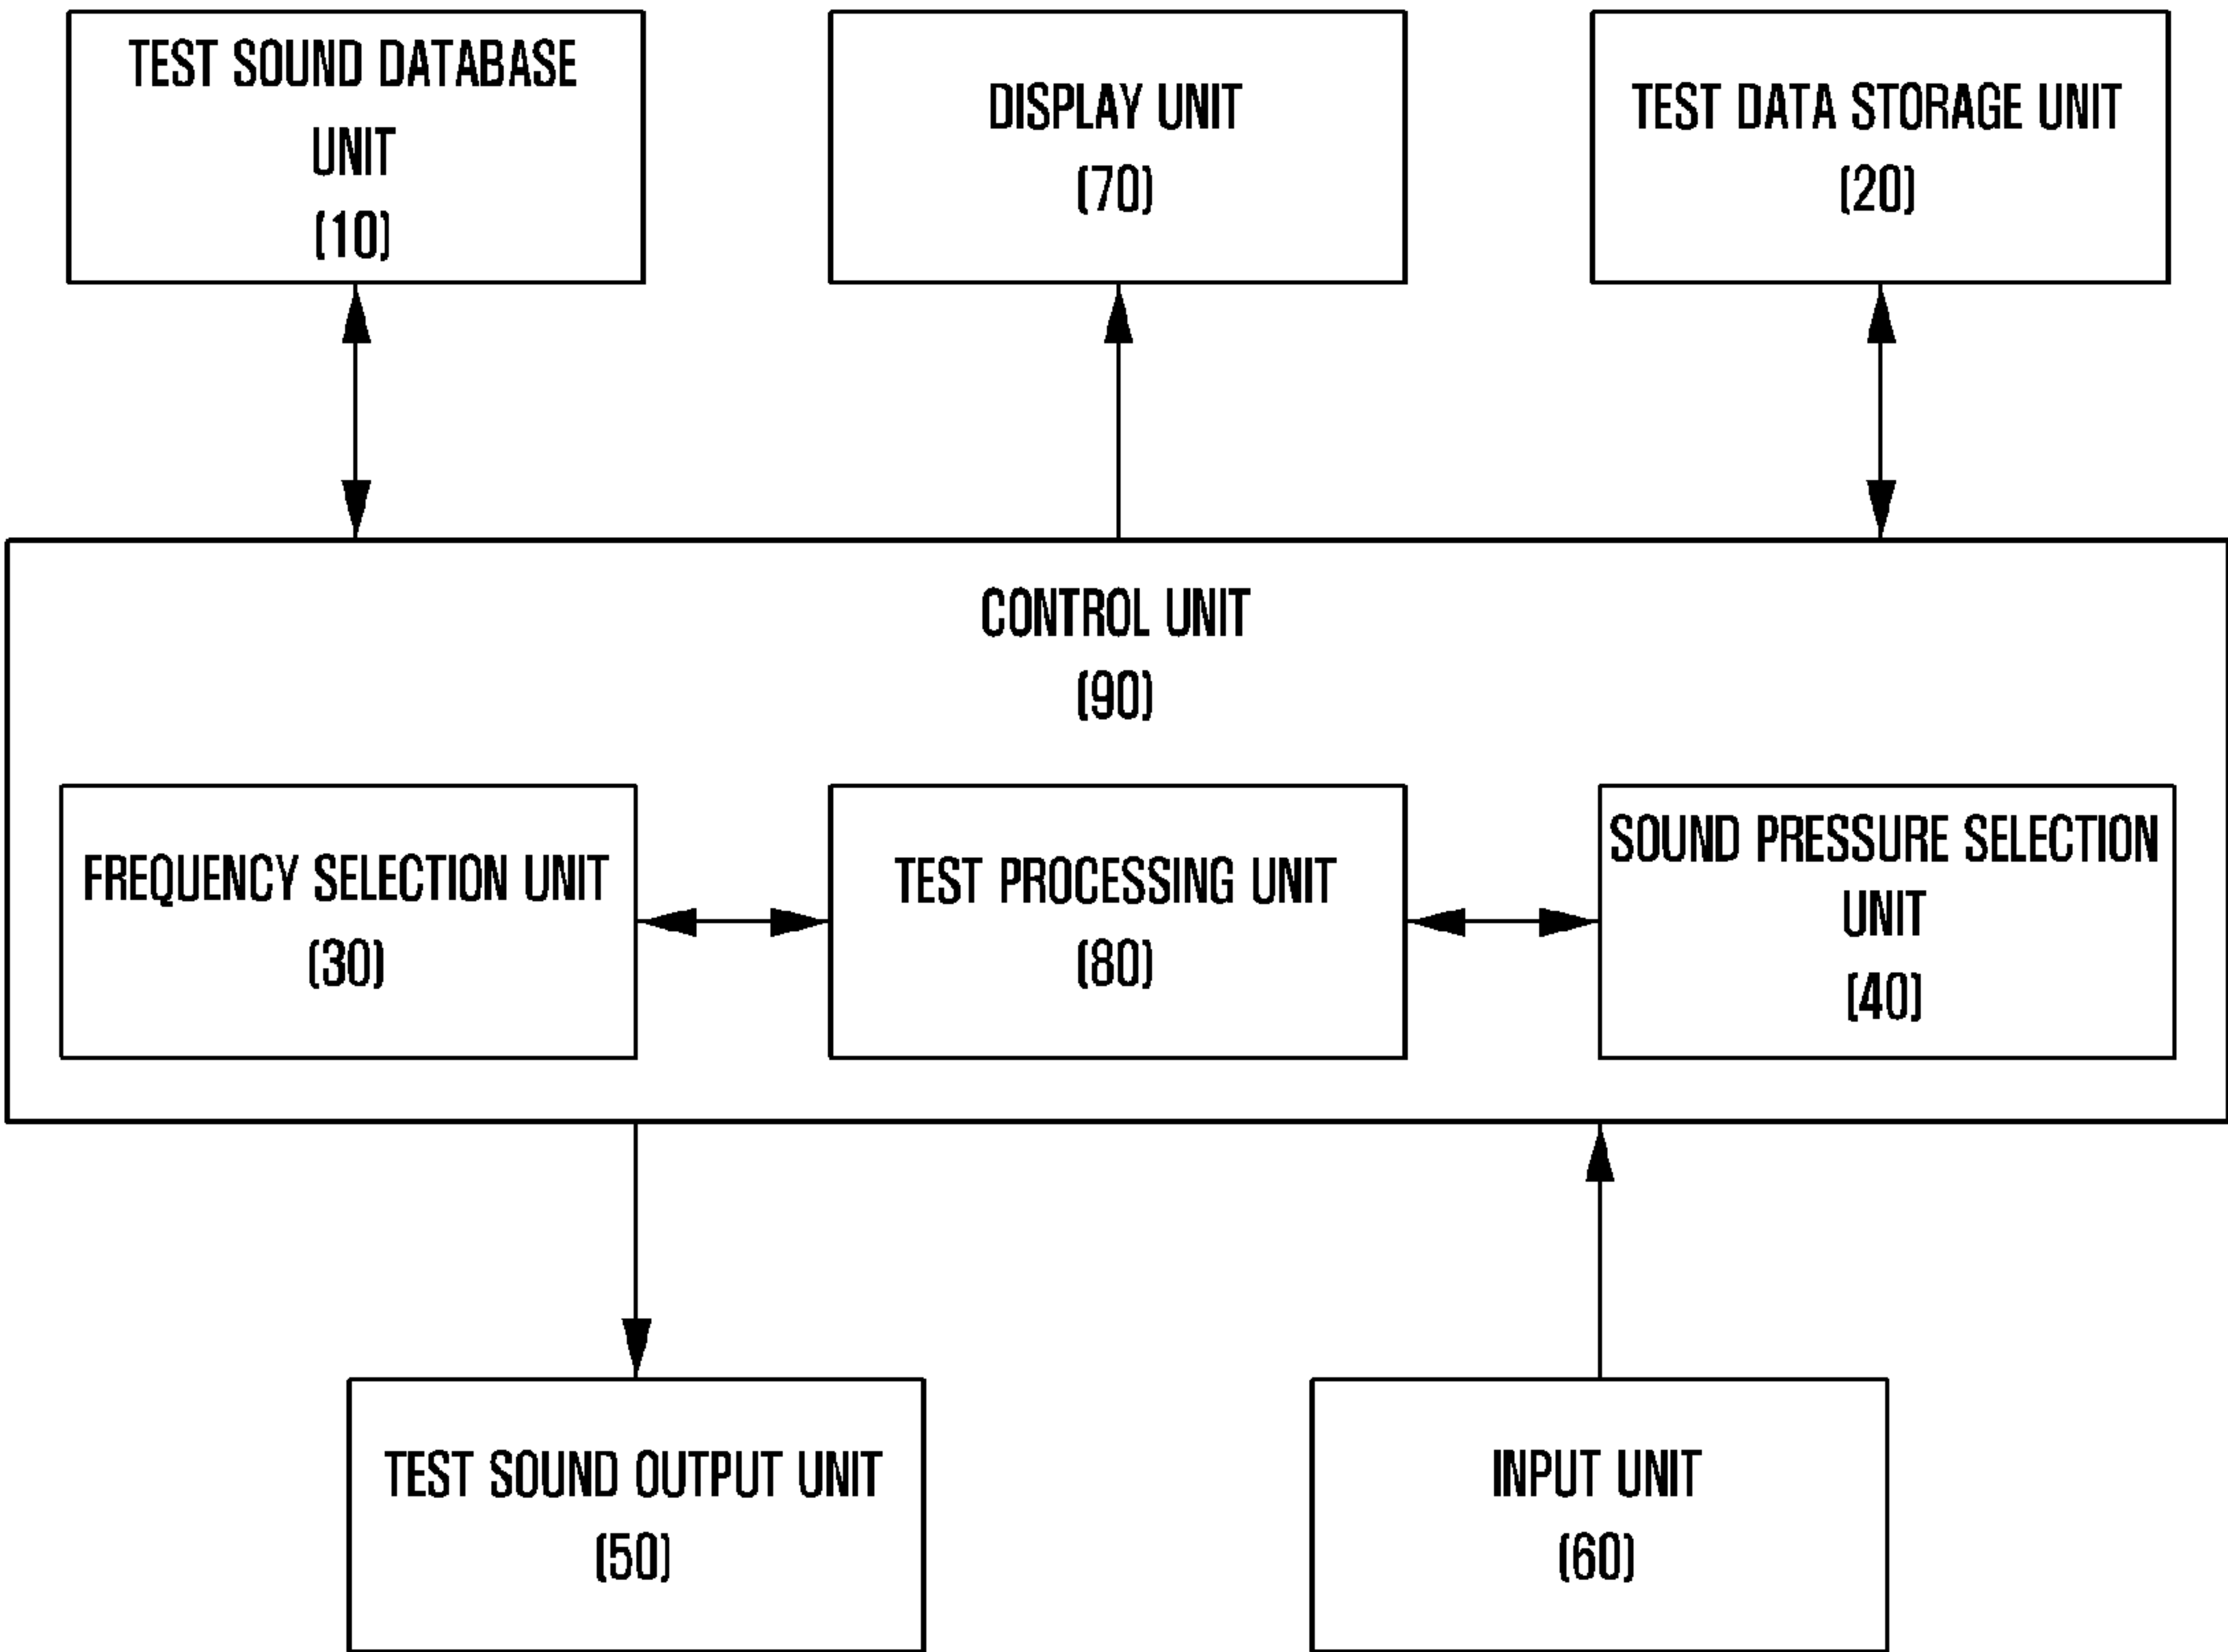 TEST SOUND DATABASE
UNIT
(10)
DISPLAY UNIT
(70)
TEST DATA STORAGE UNIT
(20)
CONTROL UNIT
(90)
FREQUENCY SELECTION UNIT
(30)
TEST PROCESSING UNIT
(80)
SOUND PRESSURE SELECTION
UNIT
(40)
TEST SOUND OUTPUT UNIT
(50)
INPUT UNIT
(60)